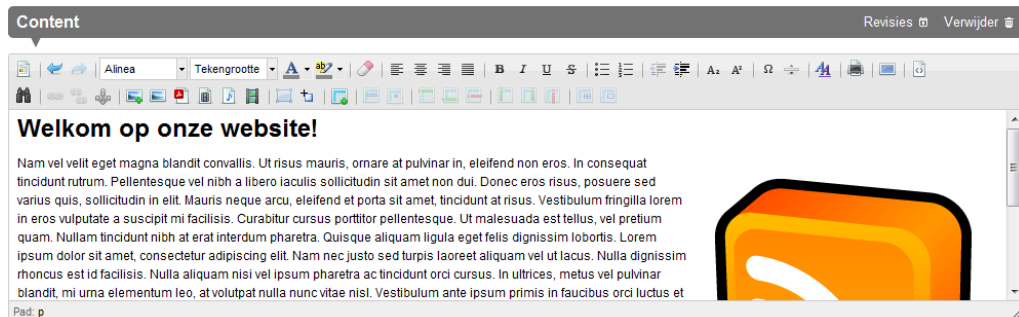 Content Revisies Verwijder
Alinea Tekengrootte A ab B I U S A₂ A² Ω A
Welkom op onze website!
Nam vel velit eget magna blandit convallis. Ut risus mauris, ornare at pulvinar in, eleifend non eros. In consequat
tincidunt rutrum. Pellentesque vel nibh a libero iaculis sollicitudin sit amet non dui. Donec eros risus, posuere sed
varius quis, sollicitudin in elit. Mauris neque arcu, eleifend et porta sit amet, tincidunt at risus. Vestibulum fringilla lorem
in eros vulputate a suscipit mi facilisis. Curabitur cursus porttitor pellentesque. Ut malesuada est tellus, vel pretium
quam. Nullam tincidunt nibh at erat interdum pharetra. Quisque aliquam ligula eget felis dignissim lobortis. Lorem
ipsum dolor sit amet, consectetur adipiscing elit. Nam nec justo sed turpis laoreet aliquam vel ut lacus. Nulla dignissim
rhoncus est id facilisis. Nulla aliquam nisi vel ipsum pharetra ac tincidunt orci cursus. In ultrices, metus vel pulvinar
blandit, mi urna elementum leo, at volutpat nulla nunc vitae nisl. Vestibulum ante ipsum primis in faucibus orci luctus et
Pad: p